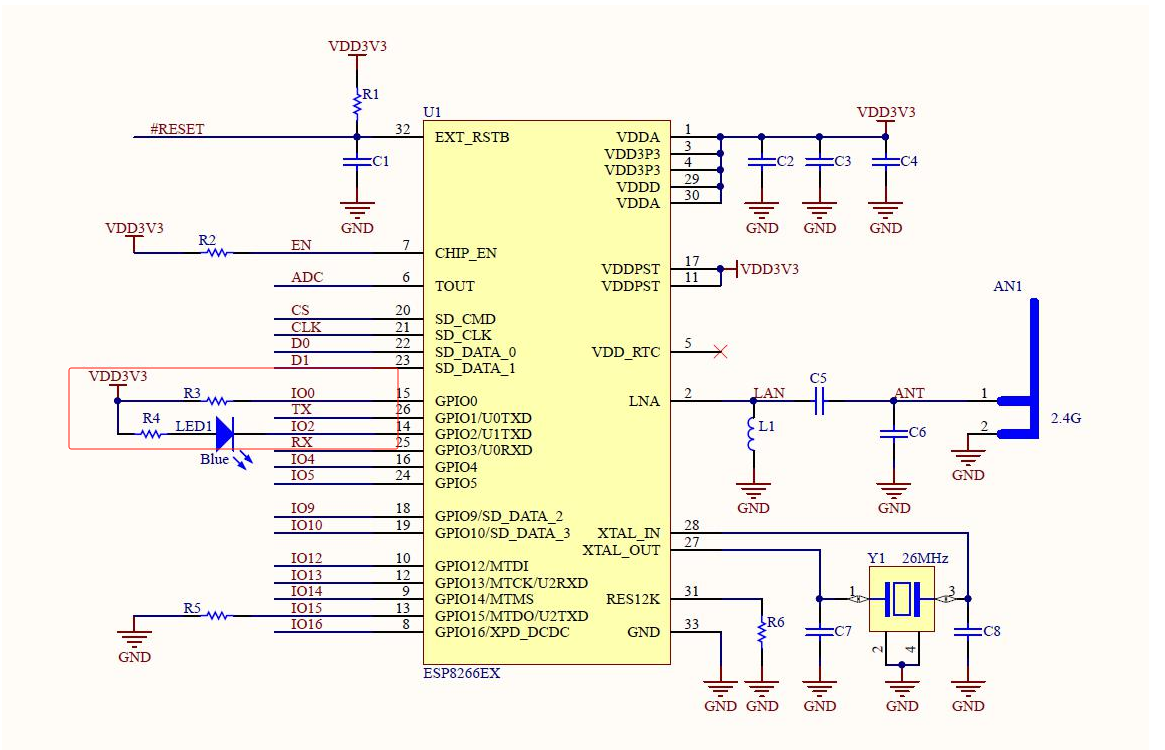 VDD3V3
R1
#RESET
32
C1
GND
VDD3V3
R2
EN
7
ADC
6
CS
20
CLK
21
D0
22
D1
23
VDD3V3
R3
IO0
15
TX
26
R4
LED1
IO2
14
RX
25
Blue
IO4
16
IO5
24
IO9
18
IO10
19
IO12
10
IO13
12
IO14
9
R5
IO15
13
IO16
8
GND
U1
EXT_RSTB
CHIP_EN
TOUT
SD_CMD
SD_CLK
SD_DATA_0
SD_DATA_1
GPIO0
GPIO1/U0TXD
GPIO2/U1TXD
GPIO3/U0RXD
GPIO4
GPIO5
GPIO9/SD_DATA_2
GPIO10/SD_DATA_3
GPIO12/MTDI
GPIO13/MTCK/U2RXD
GPIO14/MTMS
GPIO15/MTDO/U2TXD
GPIO16/XPD_DCDC
ESP8266EX
VDDA
1
VDD3P3
3
VDD3P3
4
VDDD
29
VDDA
30
VDDPST
17
VDDPST
11
VDD_RTC
5
LNA
2
XTAL_IN
28
XTAL_OUT
27
RES12K
31
GND
33
VDD3V3
C2
C3
C4
GND
GND
GND
VDD3V3
AN1
LAN
C5
ANT
1
L1
C6
2
2.4G
GND
GND
GND
Y1
26MHz
1
3
R6
C7
2
4
C8
GND
GND
GND
GND
GND